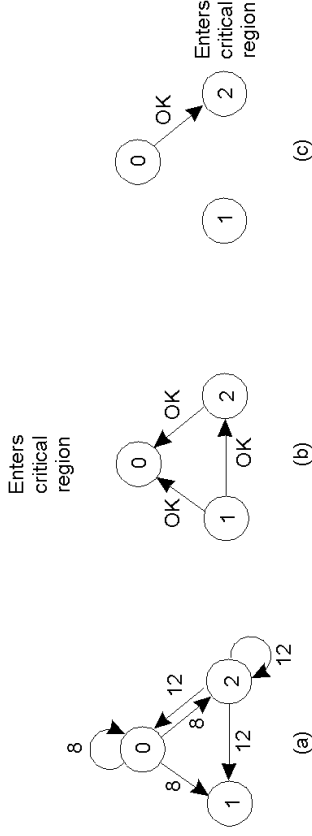 8
0
12
8
8
1
2
12
12
(a)
Enters
critical
region
0
OK
OK
1
OK
2
(b)
0
OK
Enters
critical
region
1
2
(c)